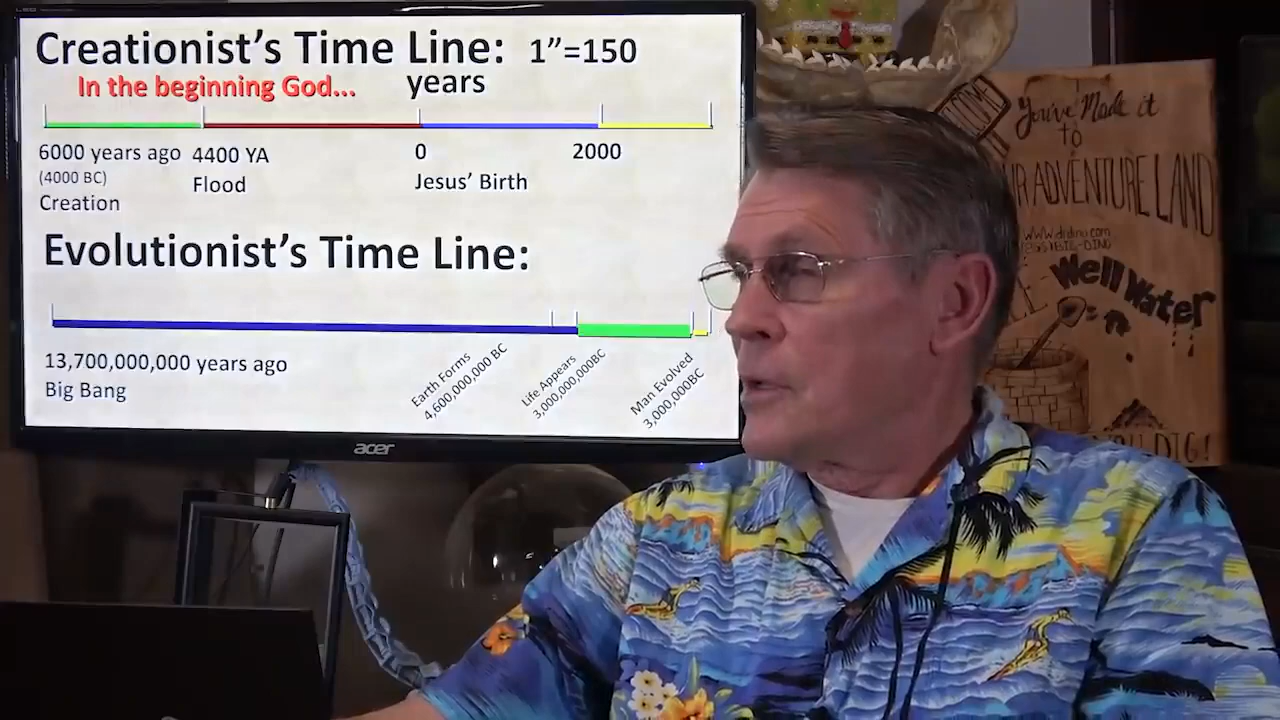 Creationist's Time Line: 1”=150
In the beginning God... years
6000 years ago 4400 YA 0 2000
(4000 BC) Flood Jesus' Birth
Creation
Evolutionist's Time Line:
13,700,000,000 years ago
Big Bang
Earth Forms
4,600,000,000 BC
Life Appears
3,000,000,000BC
Man Evolved
3,000,000BC
acer
You've Made it
to
ADVENTURE LAND
Well Water
DIG!